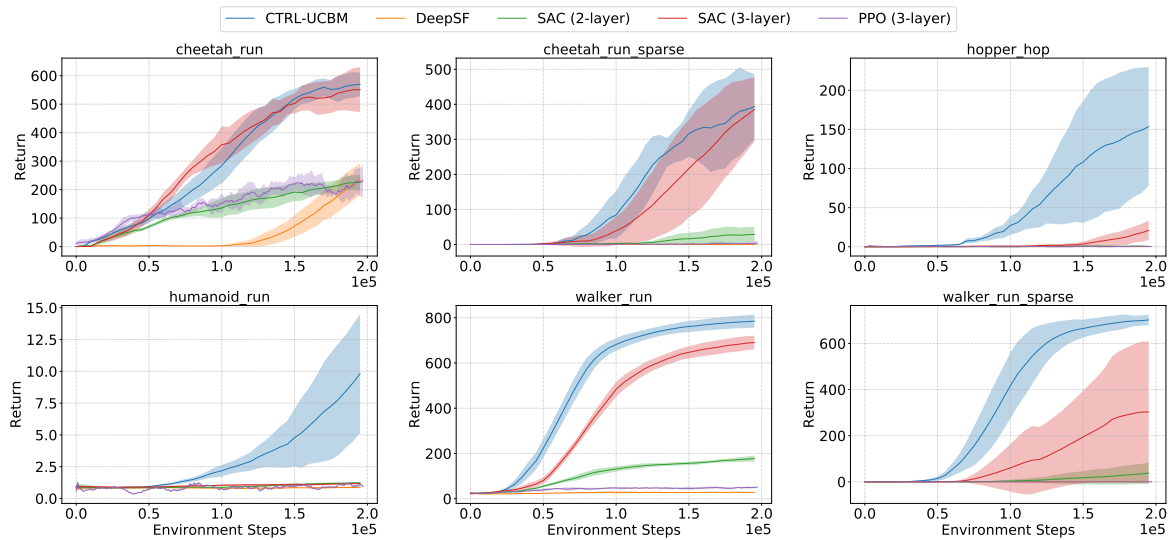 CTRL-UCBM DeepSF SAC (2-layer) SAC (3-layer) PPO (3-layer)
cheetah_run cheetah_run_sparse hopper_hop
Return
600
500
400
300
200
100
0
0.0 0.5 1.0 1.5 2.0
1e5
Return
500
400
300
200
100
0
0.0 0.5 1.0 1.5 2.0
1e5
Return
200
150
100
50
0
0.0 0.5 1.0 1.5 2.0
1e5
humanoid_run walker_run walker_run_sparse
Return
15.0
12.5
10.0
7.5
5.0
2.5
0.0
0.0 0.5 1.0 1.5 2.0
Environment Steps 1e5
Return
800
600
400
200
0
0.0 0.5 1.0 1.5 2.0
Environment Steps 1e5
Return
600
400
200
0
0.0 0.5 1.0 1.5 2.0
Environment Steps 1e5